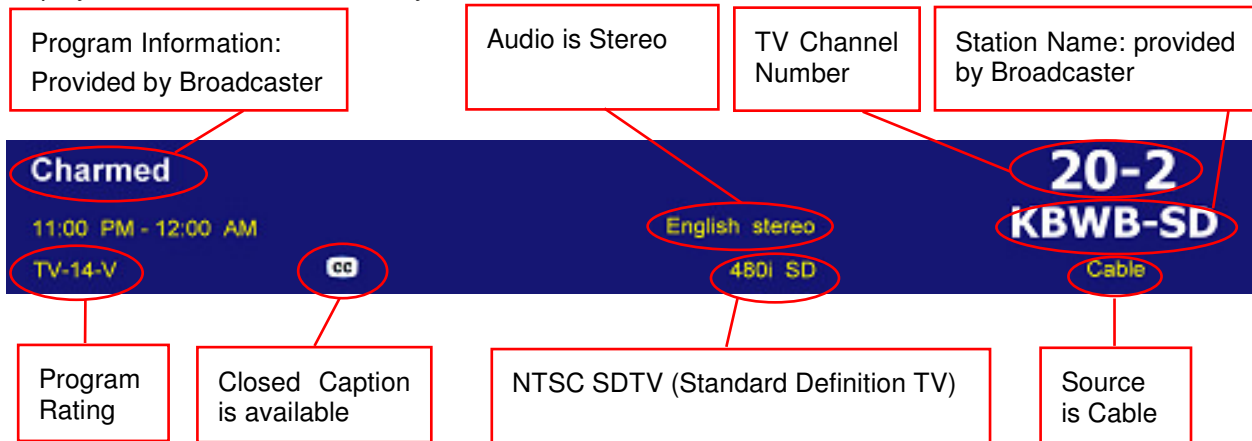 Program Information:
Provided by Broadcaster
Audio is Stereo
TV Channel
Number
Station Name: provided
by Broadcaster
Charmed
20-2
11:00 PM - 12:00 AM
English stereo
KBWB-SD
TV-14-V
cc
480i SD
Cable
Program
Rating
Closed Caption
is available
NTSC SDTV (Standard Definition TV)
Source
is Cable